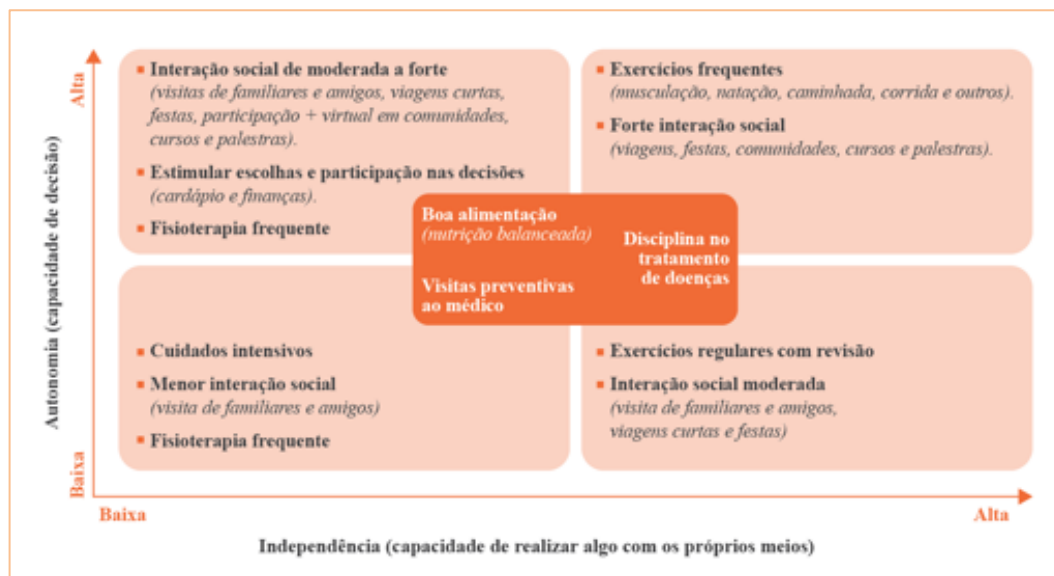 Autonomia (capacidade de decisão)
Alta
Baixa
▪ Interação social de moderada a forte
(visitas de familiares e amigos, viagens curtas,
festas, participação + virtual em comunidades,
cursos e palestras).
▪ Estimular escolhas e participação nas decisões
(cardápio e finanças).
▪ Fisioterapia frequente
▪ Exercícios frequentes
(musculação, natação, caminhada, corrida e outros).
▪ Forte interação social
(viagens, festas, comunidades, cursos e palestras).
Boa alimentação
(nutrição balanceada)
Visitas preventivas
ao médico
Disciplina no
tratamento
de doenças
▪ Cuidados intensivos
▪ Menor interação social
(visita de familiares e amigos)
▪ Fisioterapia frequente
▪ Exercícios regulares com revisão
▪ Interação social moderada
(visita de familiares e amigos,
viagens curtas e festas)
Baixa
Alta
Independência (capacidade de realizar algo com os próprios meios)